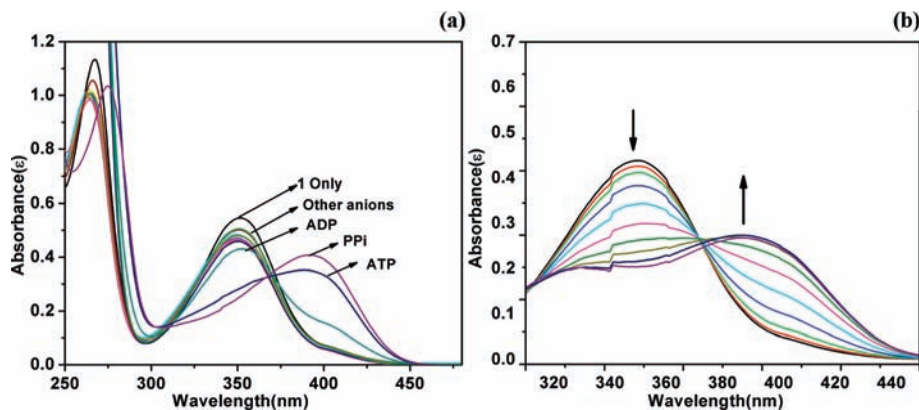 (a)
Absorbance(ε)
1.2
1.0
0.8
0.6
0.4
0.2
0.0
1 Only
Other anions
ADP
PPi
ATP
250 300 350 400 450
Wavelength(nm)
(b)
Absorbance(ε)
0.7
0.6
0.5
0.4
0.3
0.2
0.1
0.0
320 340 360 380 400 420 440
Wavelength(nm)